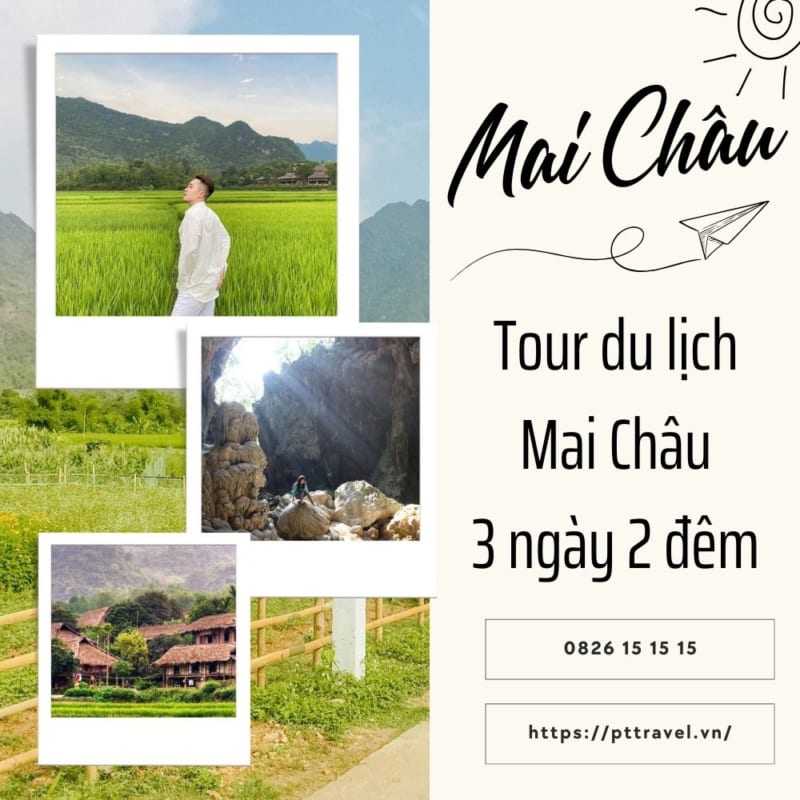 Mai Châu
Tour du lịch
Mai Châu
3 ngày 2 đêm
0826 15 15 15
https://pttravel.vn/